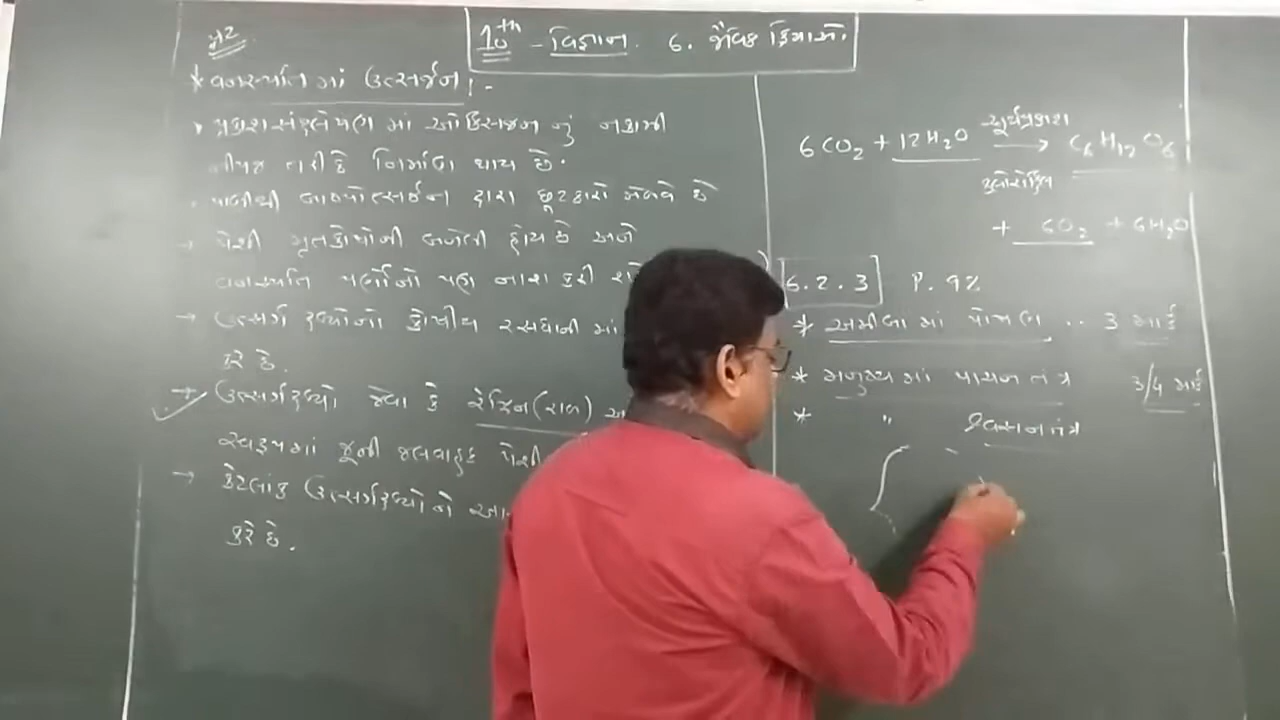 10th - વિજ્ઞાન. 6. જૈવિક ક્રિયાઓ.
* વનસ્પતિમાં ઉત્સર્જન :-
પ્રકાશસંશ્લેષણ માં ઓક્સિજન નું નકામી
નીપજ તરીકે નિર્માણ થાય છે.
પાણીથી બાષ્પોત્સર્જન દ્વારા છૂટકારો મેળવે છે
→ પેશી મૃતકોષોની બનેલી હોય છે અને
વનસ્પતિ પર્ણોનો પણ નાશ કરી શકે
→ ઉત્સર્ગ દ્રવ્યોનો કોષીય રસધાની માં
કરે છે.
→ ઉત્સર્ગદ્રવ્યો જેવા કે રેઝિન(રાળ) અ
સ્વરૂપમાં જૂની જલવાહક પેશી
→ કેટલાંક ઉત્સર્ગદ્રવ્યોને આ
કરે છે.
6CO2 + 12H2O સૂર્યપ્રકાશ → C6H12O6
ક્લોરોફિલ
+ 6O2 + 6H2O
6.2.3 P. 98
* અમીબા માં પોષણ .. 3 માર્ક
* મનુષ્યમાં પાચન તંત્ર 3/4 માર્ક
* " શ્વસનતંત્ર